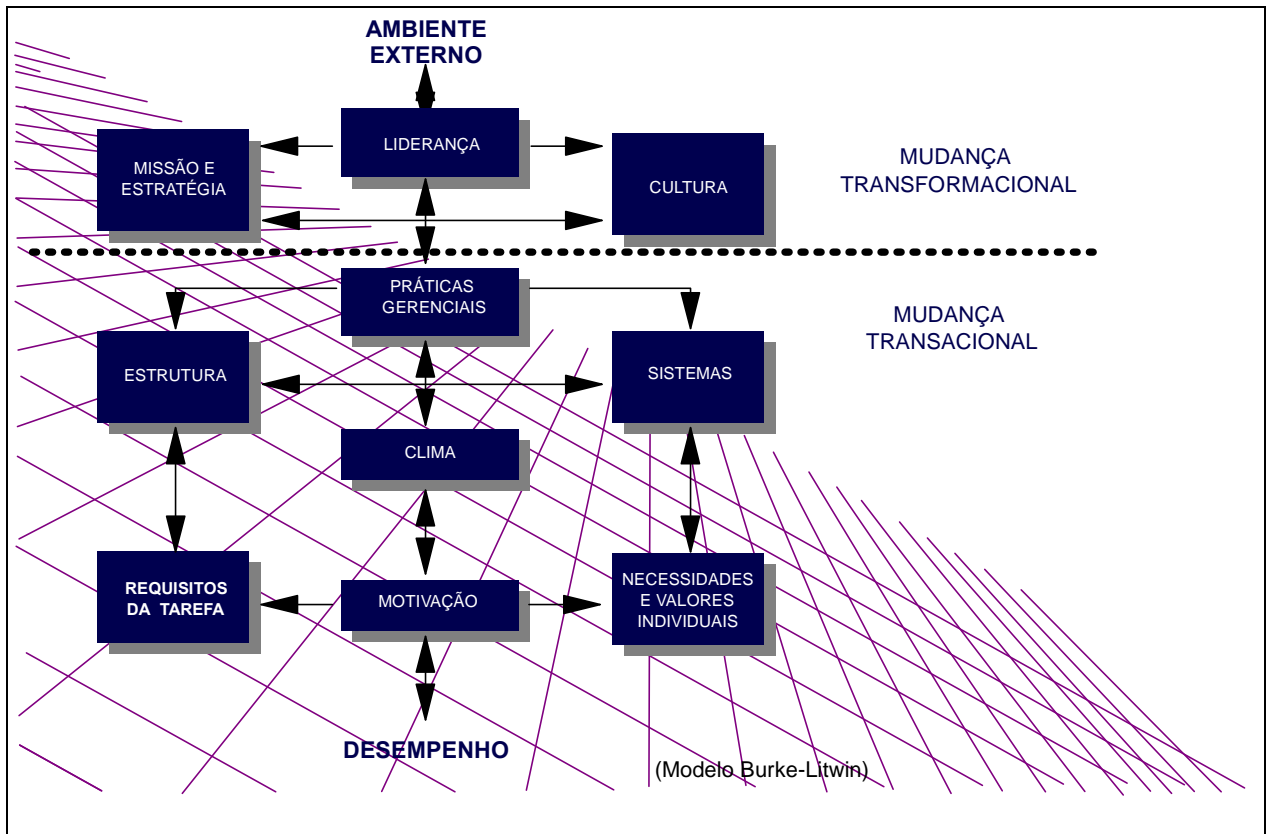 AMBIENTE
EXTERNO
LIDERANÇA
MISSÃO E
ESTRATÉGIA
CULTURA
MUDANÇA
TRANSFORMACIONAL
PRÁTICAS
GERENCIAIS
MUDANÇA
TRANSACIONAL
ESTRUTURA
SISTEMAS
CLIMA
REQUISITOS
DA TAREFA
MOTIVAÇÃO
NECESSIDADES
E VALORES
INDIVIDUAIS
DESEMPENHO
(Modelo Burke-Litwin)